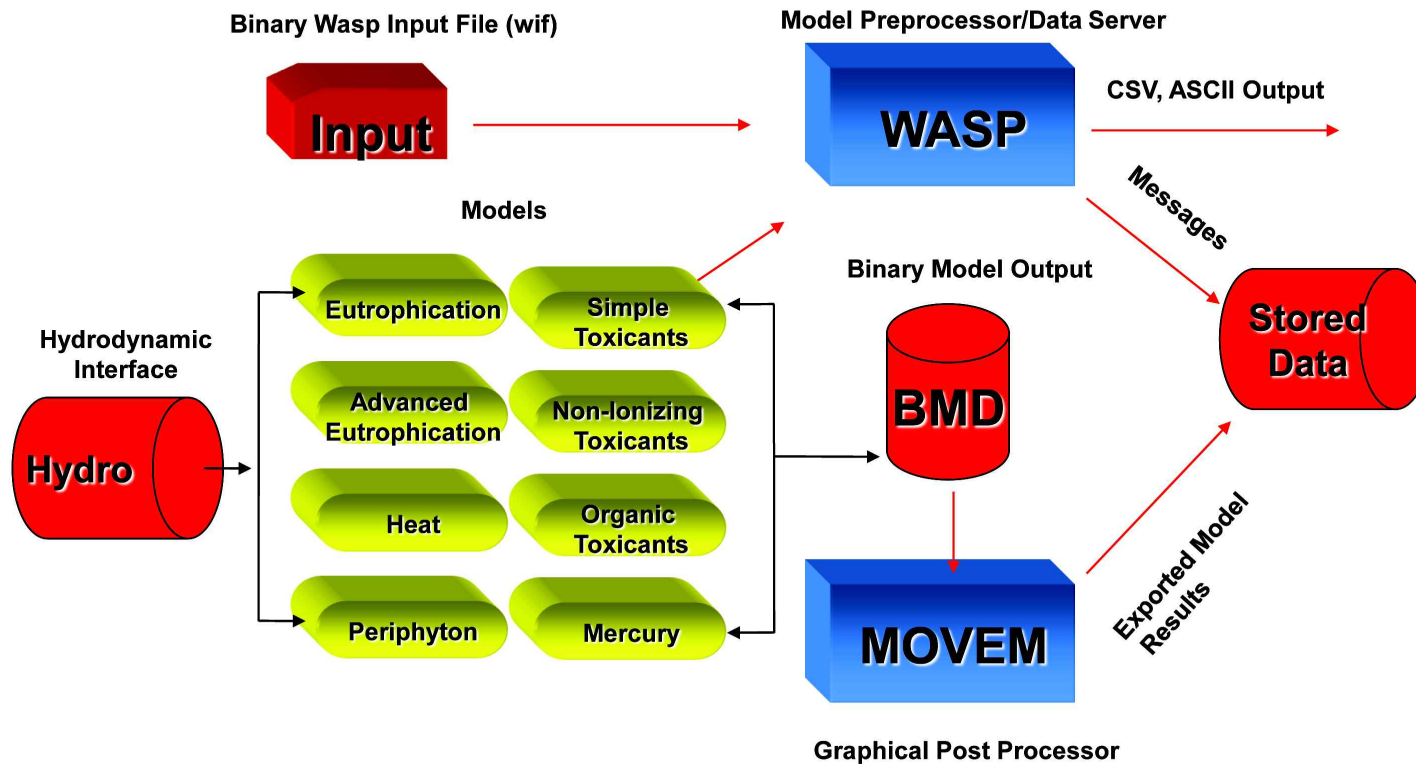 Binary Wasp Input File (wif)
Model Preprocessor/Data Server
Input
WASP
CSV, ASCII Output
Messages
Models
Binary Model Output
Eutrophication
Simple
Toxicants
Stored
Data
Hydrodynamic
Interface
Advanced
Eutrophication
Non-Ionizing
Toxicants
BMD
Hydro
Heat
Organic
Toxicants
Exported Model
Results
Periphyton
Mercury
MOVEM
Graphical Post Processor